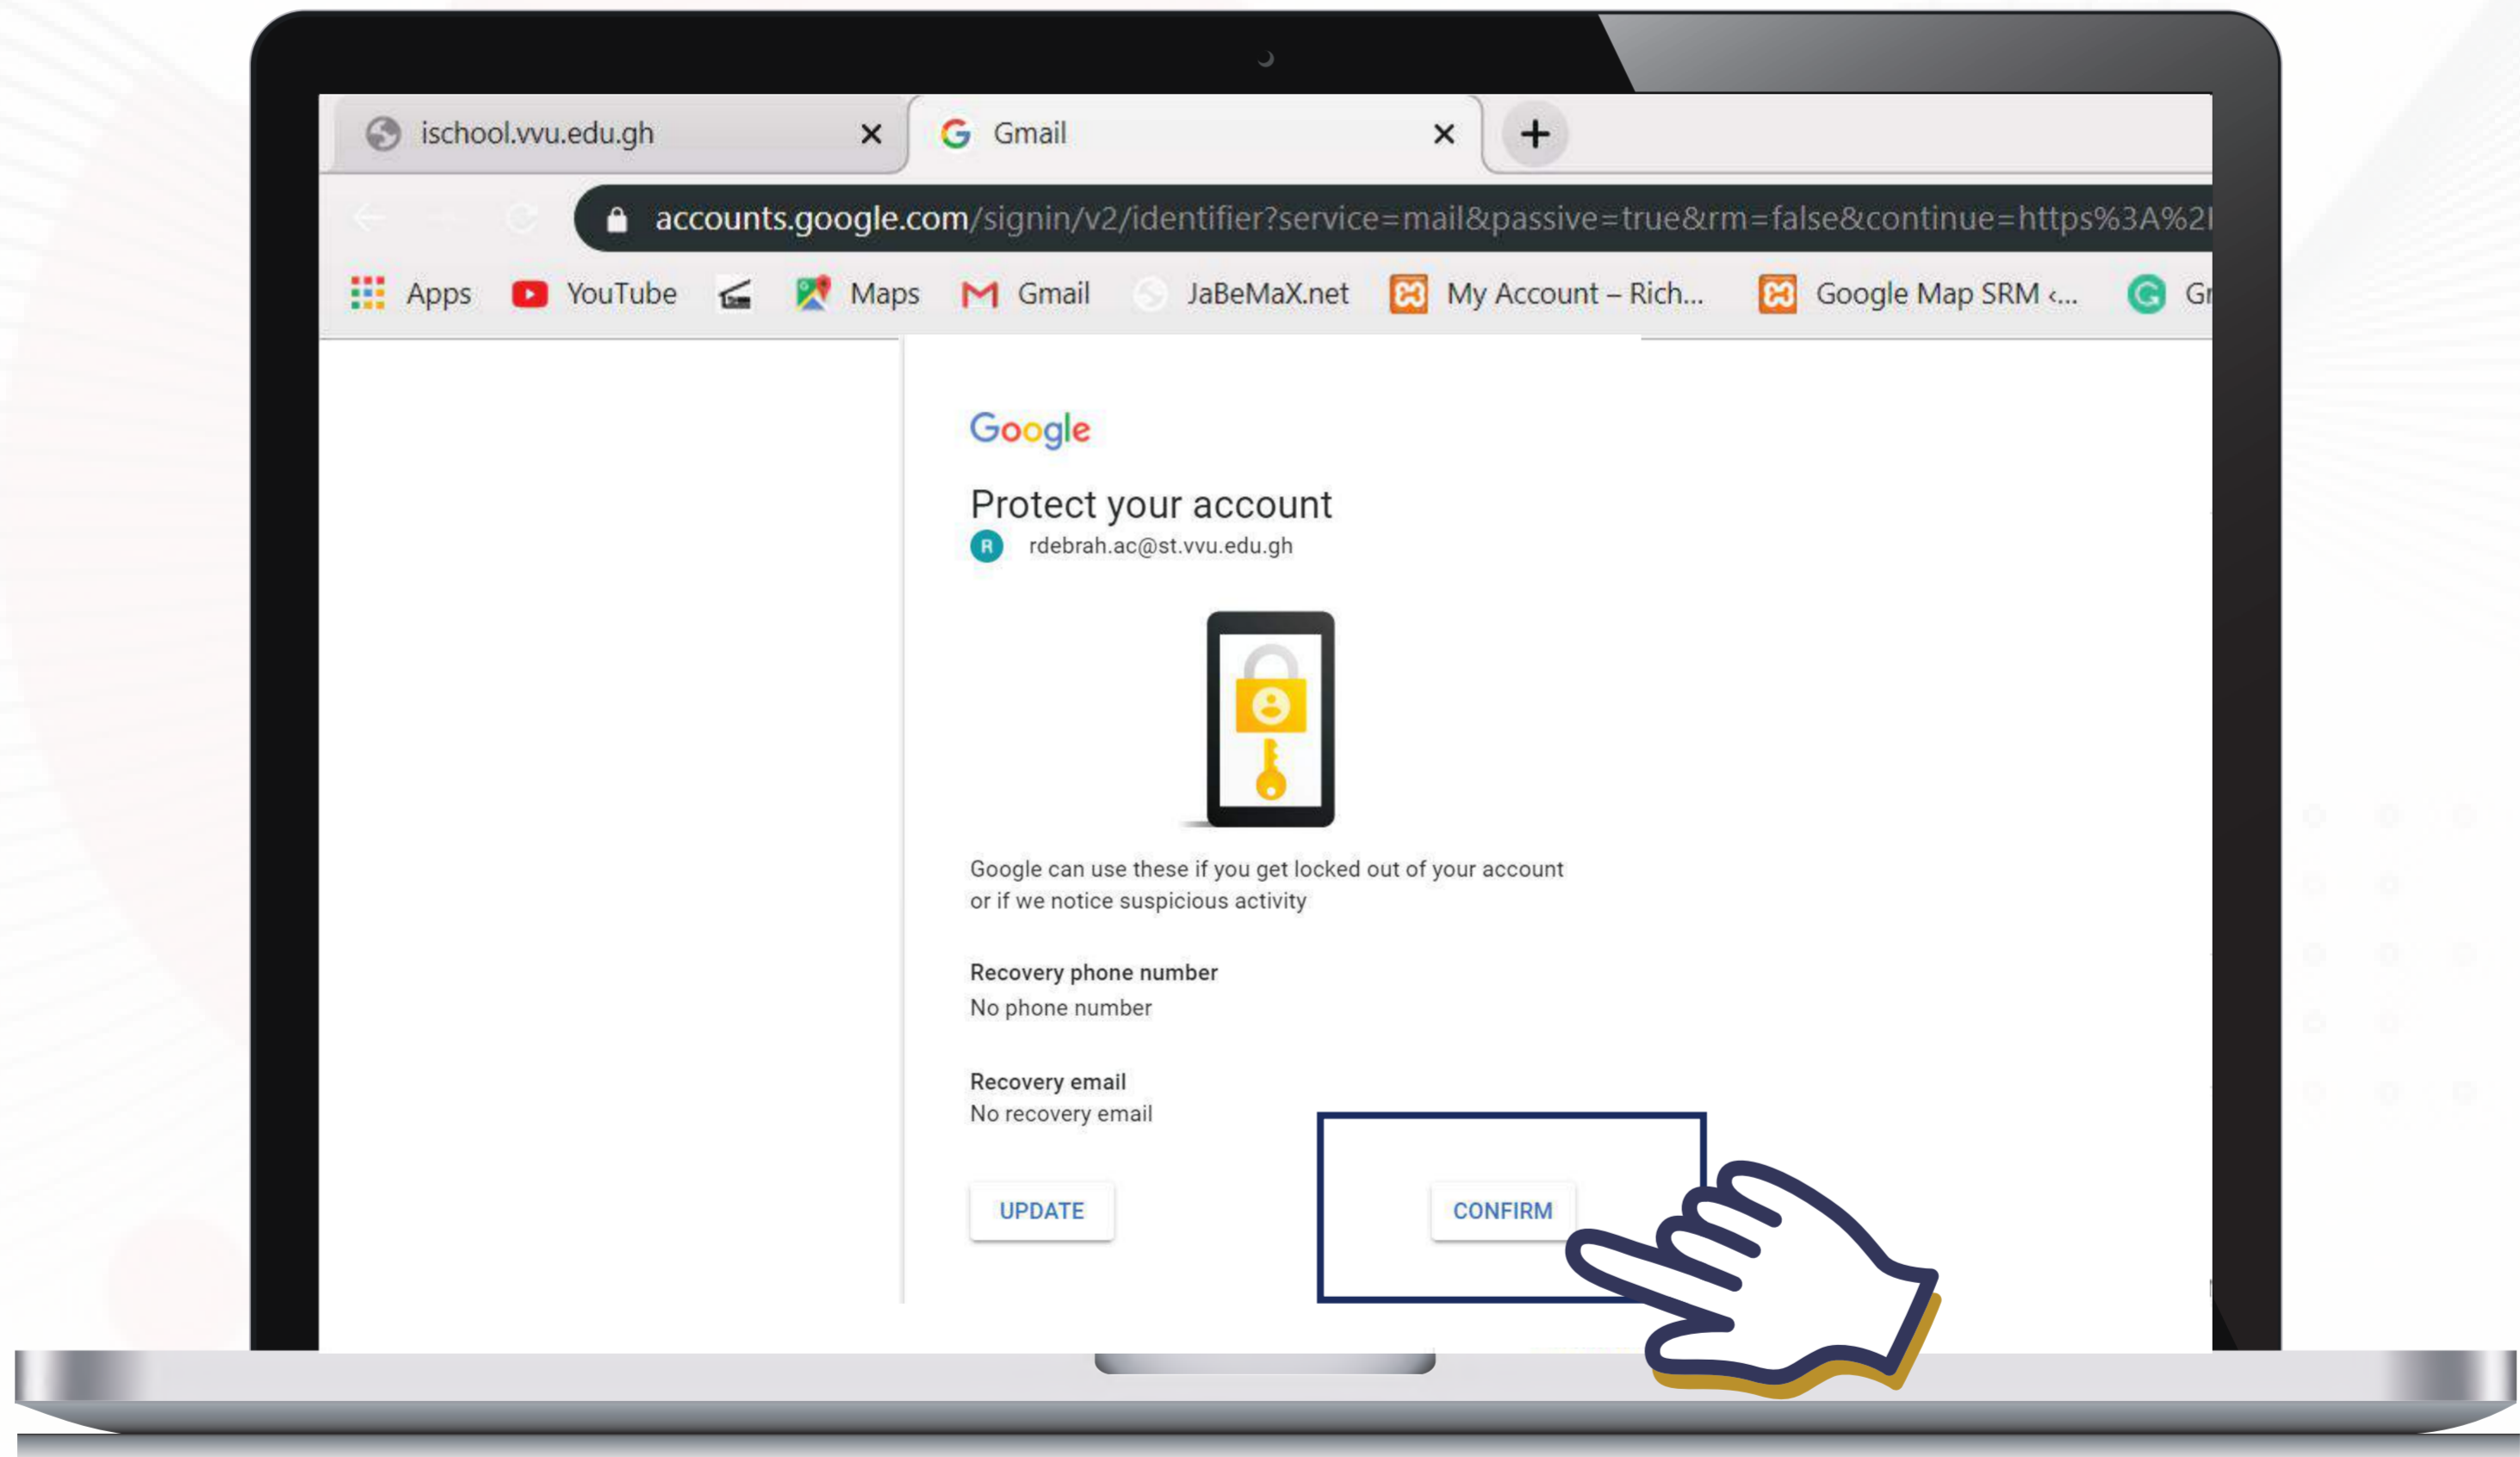 ischool.vvu.edu.gh
G Gmail
accounts.google.com/signin/v2/identifier?service=mail&passive=true&rm=false&continue=https%3A%2
Apps YouTube Maps M Gmail JaBeMaX.net My Account – Rich... Google Map SRM ‹... G Gr
Google
Protect your account
R rdebrah.ac@st.vvu.edu.gh
Google can use these if you get locked out of your account
or if we notice suspicious activity
Recovery phone number
No phone number
Recovery email
No recovery email
UPDATE CONFIRM